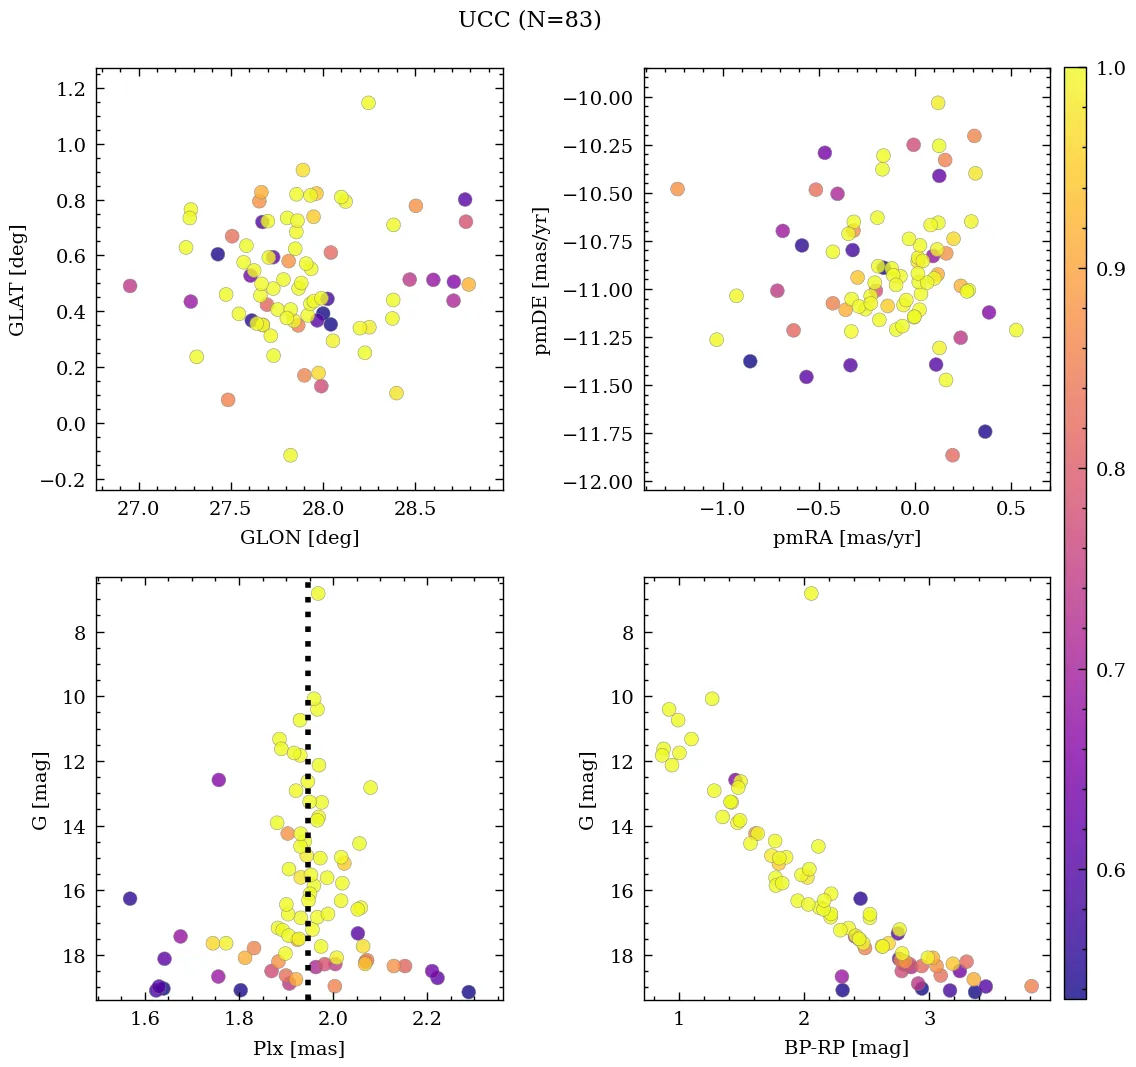 UCC (N=83)
1.2
1.0
0.8
0.6
0.4
0.2
0.0
−0.2
GLAT [deg]
27.0 27.5 28.0 28.5
GLON [deg]
−10.00
−10.25
−10.50
−10.75
−11.00
−11.25
−11.50
−11.75
−12.00
pmDE [mas/yr]
−1.0 −0.5 0.0 0.5
pmRA [mas/yr]
8
10
12
14
16
18
G [mag]
1.6 1.8 2.0 2.2
Plx [mas]
8
10
12
14
16
18
G [mag]
1 2 3
BP-RP [mag]
1.0
0.9
0.8
0.7
0.6